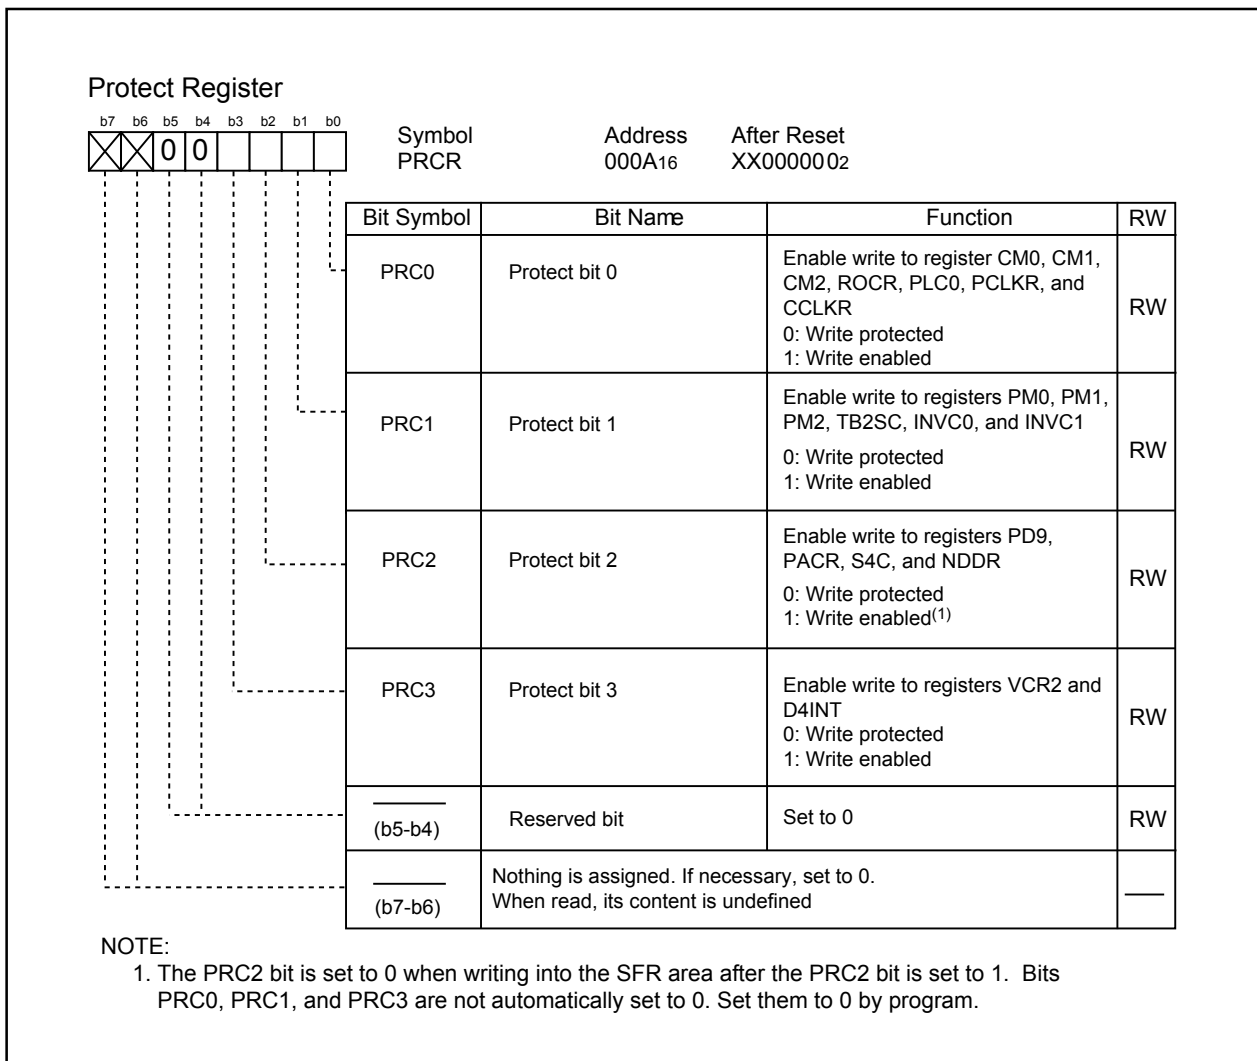 Protect Register
b7 b6 b5 b4 b3 b2 b1 b0
0 0
Symbol Address After Reset
PRCR 000A16 XX0000002
Bit Symbol Bit Name Function RW
PRC0 Protect bit 0 Enable write to register CM0, CM1,
CM2, ROCR, PLC0, PCLKR, and
CCLKR
0: Write protected
1: Write enabled
RW
PRC1 Protect bit 1 Enable write to registers PM0, PM1,
PM2, TB2SC, INVC0, and INVC1
0: Write protected
1: Write enabled
RW
PRC2 Protect bit 2 Enable write to registers PD9,
PACR, S4C, and NDDR
0: Write protected
1: Write enabled(1)
RW
PRC3 Protect bit 3 Enable write to registers VCR2 and
D4INT
0: Write protected
1: Write enabled
RW
(b5-b4) Reserved bit Set to 0 RW
(b7-b6) Nothing is assigned. If necessary, set to 0.
When read, its content is undefined
NOTE:
1. The PRC2 bit is set to 0 when writing into the SFR area after the PRC2 bit is set to 1. Bits
PRC0, PRC1, and PRC3 are not automatically set to 0. Set them to 0 by program.